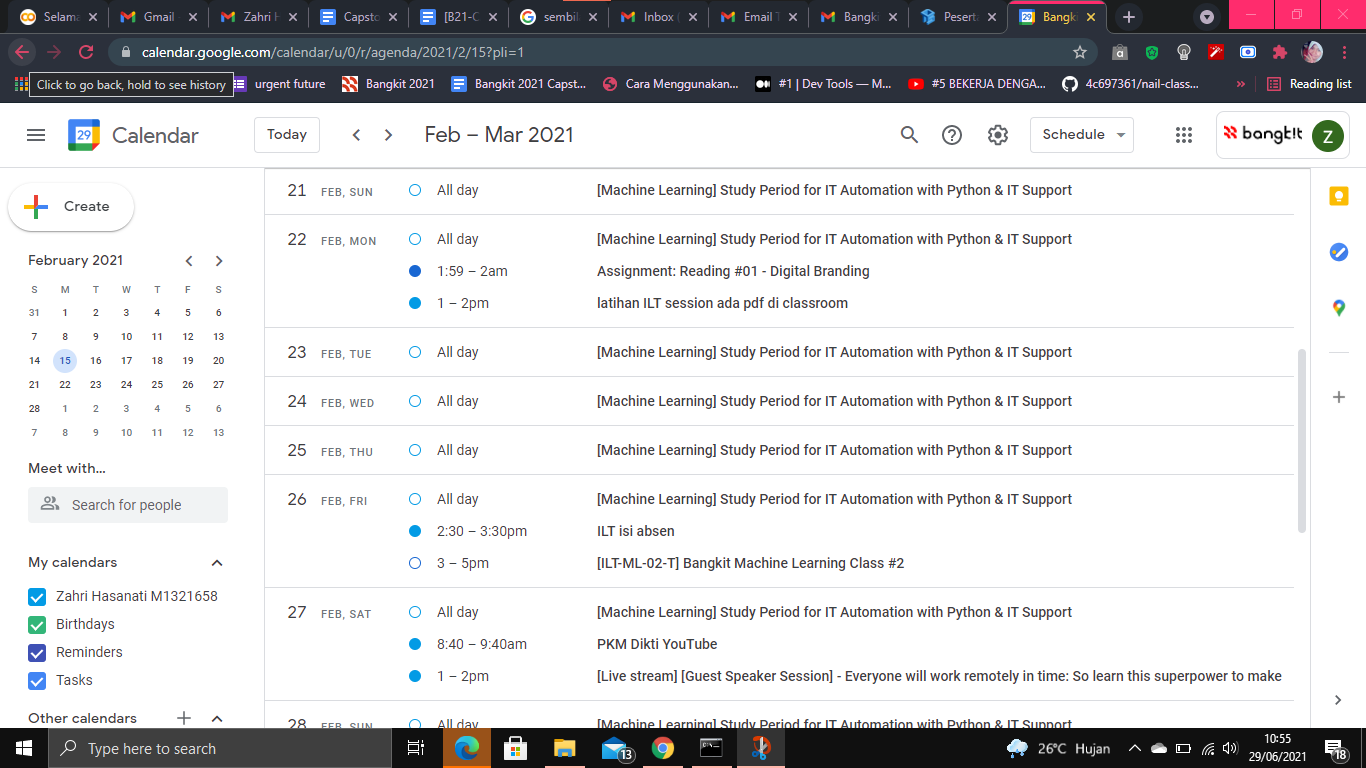 Selama
Gmail
Zahri H
Capsto
[B21-C
sembil
Inbox (
Email T
Bangki
Pesert
Bangk
calendar.google.com/calendar/u/0/r/agenda/2021/2/15?pli=1
Click to go back, hold to see history
urgent future
Bangkit 2021
Bangkit 2021 Capst...
Cara Menggunakan...
#1 | Dev Tools — M...
#5 BEKERJA DENGA...
4c697361/nail-class...
»
Reading list
29
Calendar
Today
Feb – Mar 2021
Schedule
bangk!t
Z
Create
February 2021
S M T W T F S
31 1 2 3 4 5 6
7 8 9 10 11 12 13
14 15 16 17 18 19 20
21 22 23 24 25 26 27
28 1 2 3 4 5 6
7 8 9 10 11 12 13
Meet with...
Search for people
My calendars
Zahri Hasanati M1321658
Birthdays
Reminders
Tasks
Other calendars
21 FEB, SUN All day [Machine Learning] Study Period for IT Automation with Python & IT Support
22 FEB, MON All day [Machine Learning] Study Period for IT Automation with Python & IT Support
1:59 – 2am Assignment: Reading #01 - Digital Branding
1 – 2pm latihan ILT session ada pdf di classroom
23 FEB, TUE All day [Machine Learning] Study Period for IT Automation with Python & IT Support
24 FEB, WED All day [Machine Learning] Study Period for IT Automation with Python & IT Support
25 FEB, THU All day [Machine Learning] Study Period for IT Automation with Python & IT Support
26 FEB, FRI All day [Machine Learning] Study Period for IT Automation with Python & IT Support
2:30 – 3:30pm ILT isi absen
3 – 5pm [ILT-ML-02-T] Bangkit Machine Learning Class #2
27 FEB, SAT All day [Machine Learning] Study Period for IT Automation with Python & IT Support
8:40 – 9:40am PKM Dikti YouTube
1 – 2pm [Live stream] [Guest Speaker Session] - Everyone will work remotely in time: So learn this superpower to make
28 FEB, SUN All day [Machine Learning] Study Period for IT Automation with Python & IT Support
Type here to search
13
26°C Hujan
10:55
29/06/2021
18